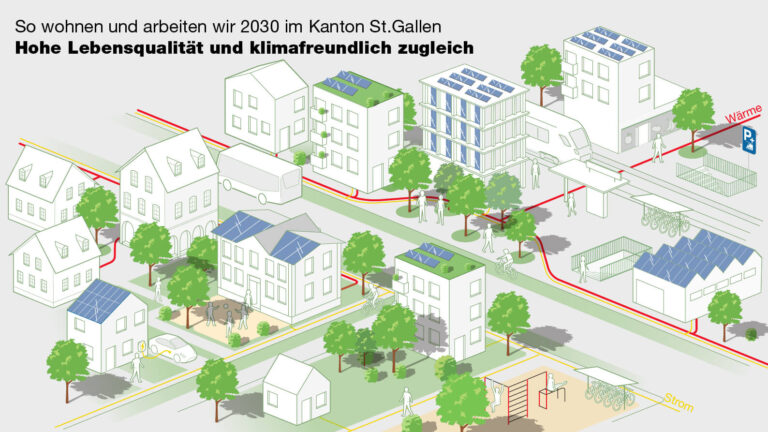 So wohnen und arbeiten wir 2030 im Kanton St.Gallen
Hohe Lebensqualität und klimafreundlich zugleich
Wärme
P
Strom